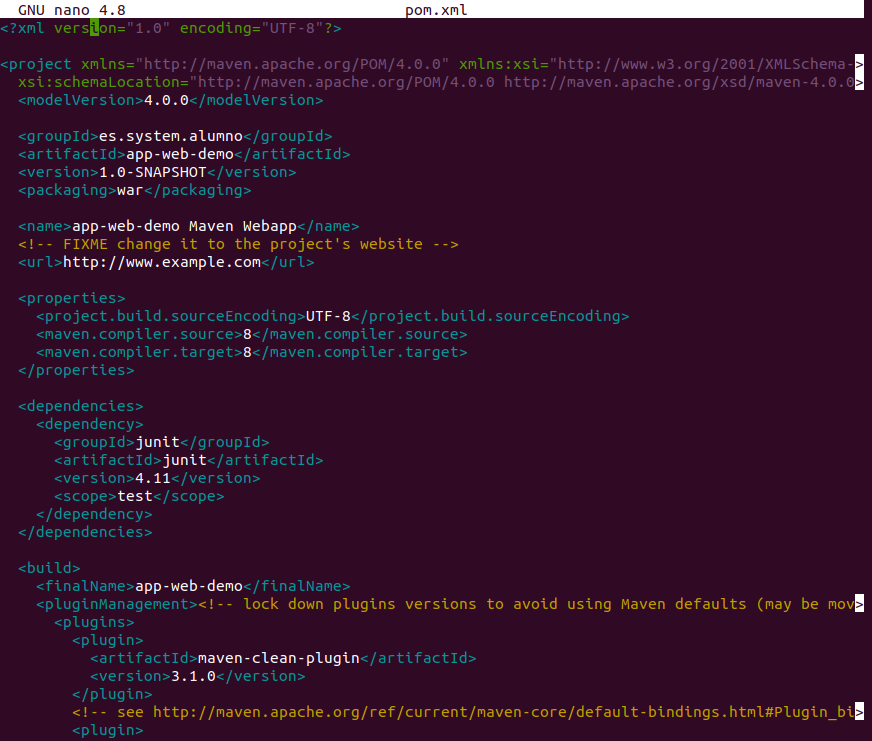 GNU nano 4.8 pom.xml
<?xml version="1.0" encoding="UTF-8"?>
<project xmlns="http://maven.apache.org/POM/4.0.0" xmlns:xsi="http://www.w3.org/2001/XMLSchema->
  xsi:schemaLocation="http://maven.apache.org/POM/4.0.0 http://maven.apache.org/xsd/maven-4.0.0>
  <modelVersion>4.0.0</modelVersion>
  <groupId>es.system.alumno</groupId>
  <artifactId>app-web-demo</artifactId>
  <version>1.0-SNAPSHOT</version>
  <packaging>war</packaging>
  <name>app-web-demo Maven Webapp</name>
  <!-- FIXME change it to the project's website -->
  <url>http://www.example.com</url>
  <properties>
    <project.build.sourceEncoding>UTF-8</project.build.sourceEncoding>
    <maven.compiler.source>8</maven.compiler.source>
    <maven.compiler.target>8</maven.compiler.target>
  </properties>
  <dependencies>
    <dependency>
      <groupId>junit</groupId>
      <artifactId>junit</artifactId>
      <version>4.11</version>
      <scope>test</scope>
    </dependency>
  </dependencies>
  <build>
    <finalName>app-web-demo</finalName>
    <pluginManagement><!-- lock down plugins versions to avoid using Maven defaults (may be mov>
      <plugins>
        <plugin>
          <artifactId>maven-clean-plugin</artifactId>
          <version>3.1.0</version>
        </plugin>
        <!-- see http://maven.apache.org/ref/current/maven-core/default-bindings.html#Plugin_bi>
        <plugin>